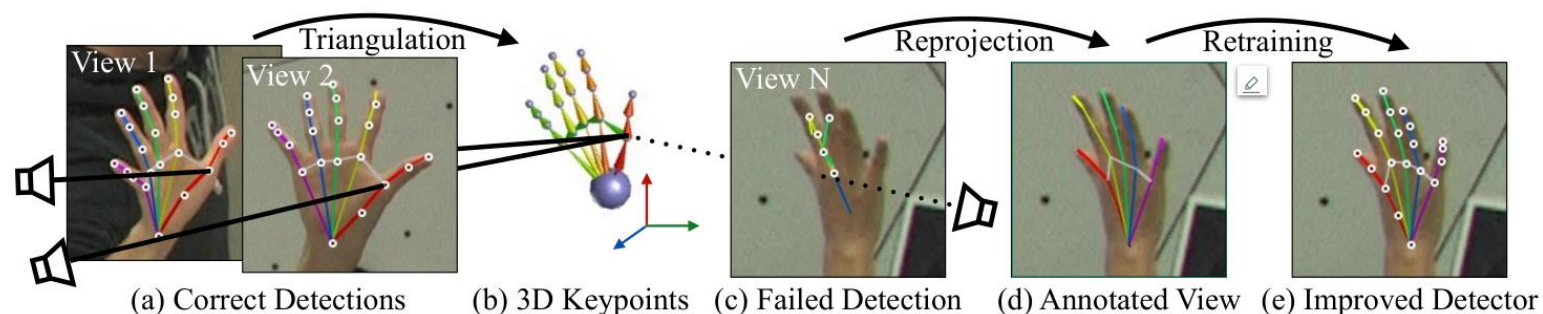 Triangulation
Reprojection
Retraining
View 1
View 2
View N
(a) Correct Detections
(b) 3D Keypoints
(c) Failed Detection
(d) Annotated View
(e) Improved Detector